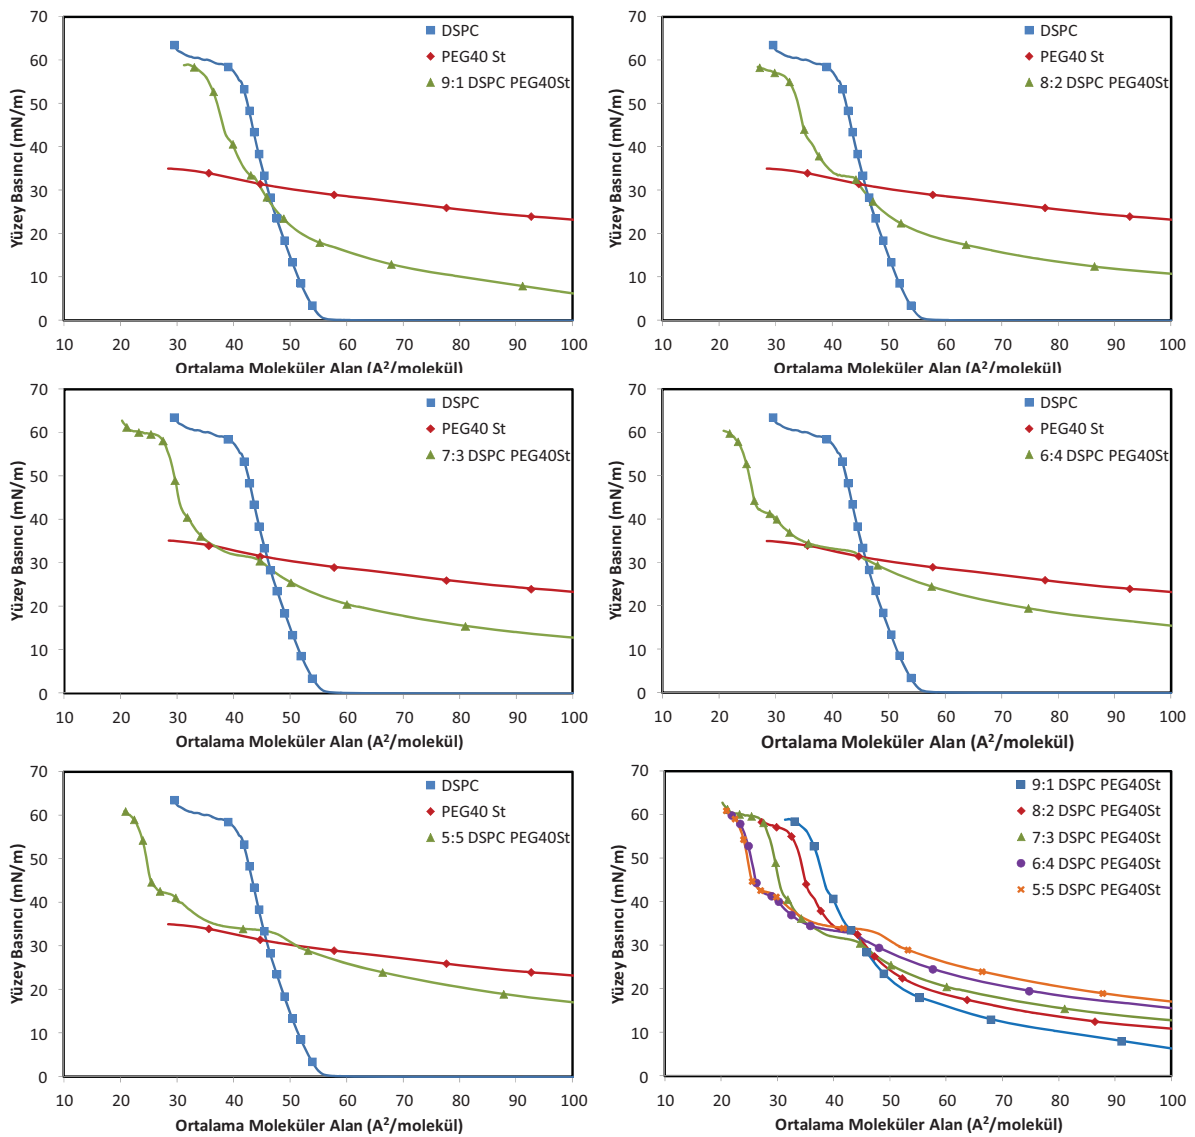 70
60
50
40
30
20
10
0
Yüzey Basıncı (mN/m)
DSPC
PEG40 St
9:1 DSPC PEG40St
10 20 30 40 50 60 70 80 90 100
Ortalama Moleküler Alan (A²/molekül)
70
60
50
40
30
20
10
0
Yüzey Basıncı (mN/m)
DSPC
PEG40 St
8:2 DSPC PEG40St
10 20 30 40 50 60 70 80 90 100
Ortalama Moleküler Alan (A²/molekül)
70
60
50
40
30
20
10
0
Yüzey Basıncı (mN/m)
DSPC
PEG40 St
7:3 DSPC PEG40St
10 20 30 40 50 60 70 80 90 100
Ortalama Moleküler Alan (A²/molekül)
70
60
50
40
30
20
10
0
Yüzey Basıncı (mN/m)
DSPC
PEG40 St
6:4 DSPC PEG40St
10 20 30 40 50 60 70 80 90 100
Ortalama Moleküler Alan (A²/molekül)
70
60
50
40
30
20
10
0
Yüzey Basıncı (mN/m)
DSPC
PEG40 St
5:5 DSPC PEG40St
10 20 30 40 50 60 70 80 90 100
Ortalama Moleküler Alan (A²/molekül)
70
60
50
40
30
20
10
0
Yüzey Basıncı (mN/m)
9:1 DSPC PEG40St
8:2 DSPC PEG40St
7:3 DSPC PEG40St
6:4 DSPC PEG40St
5:5 DSPC PEG40St
10 20 30 40 50 60 70 80 90 100
Ortalama Moleküler Alan (A²/molekül)